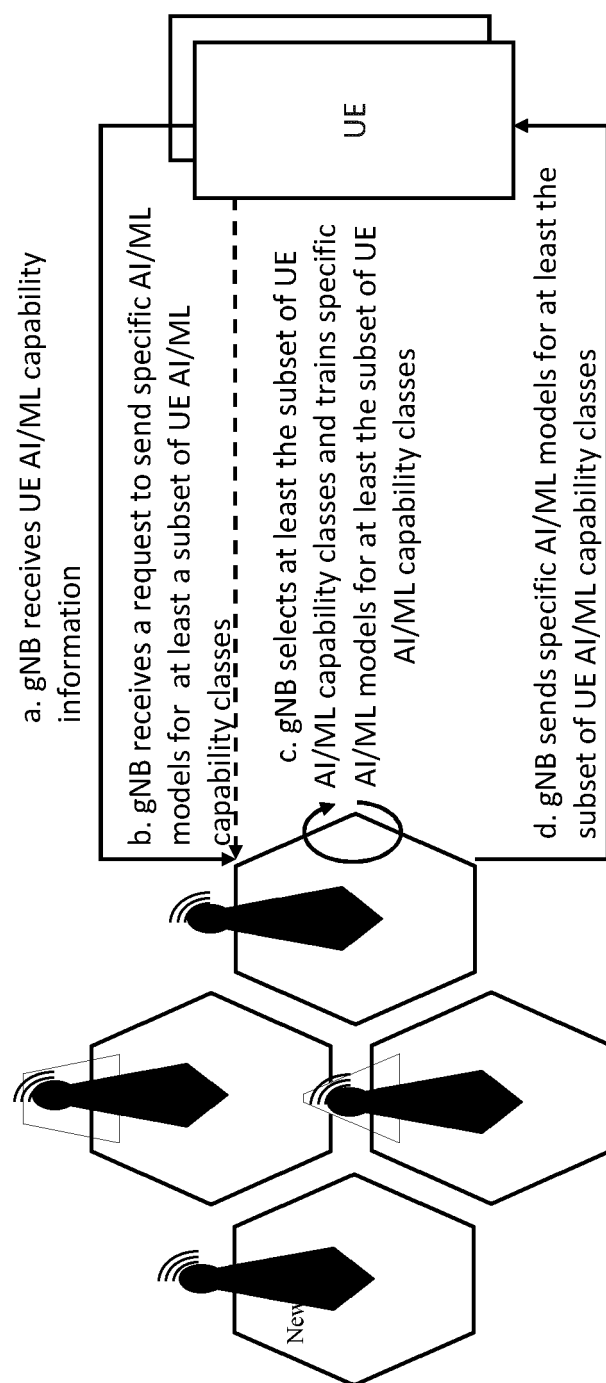 a. gNB receives UE AI/ML capability
information
b. gNB receives a request to send specific AI/ML
models for at least a subset of UE AI/ML
capability classes
c. gNB selects at least the subset of UE
AI/ML capability classes and trains specific
AI/ML models for at least the subset of UE
AI/ML capability classes
d. gNB sends specific AI/ML models for at least the
subset of UE AI/ML capability classes
UE
New